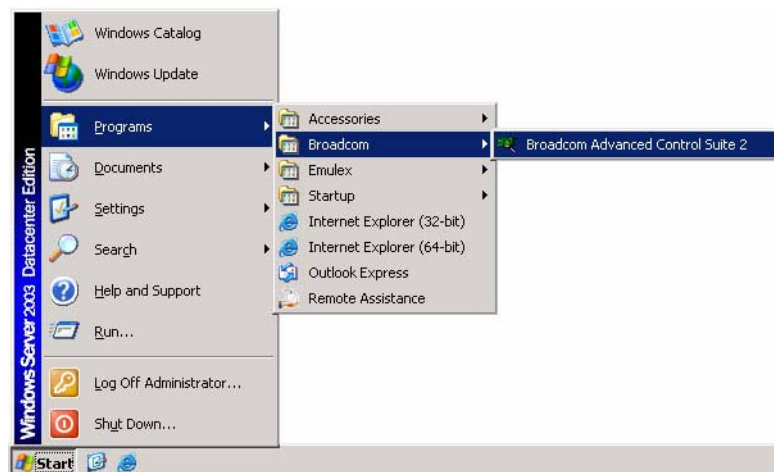 Windows Catalog
Windows Update
Programs
Documents
Settings
Search
Help and Support
Run...
Log Off Administrator...
Shut Down...
Windows Server 2003 Datacenter Edition
Start
Accessories
Broadcom
Emulex
Startup
Internet Explorer (32-bit)
Internet Explorer (64-bit)
Outlook Express
Remote Assistance
Broadcom Advanced Control Suite 2